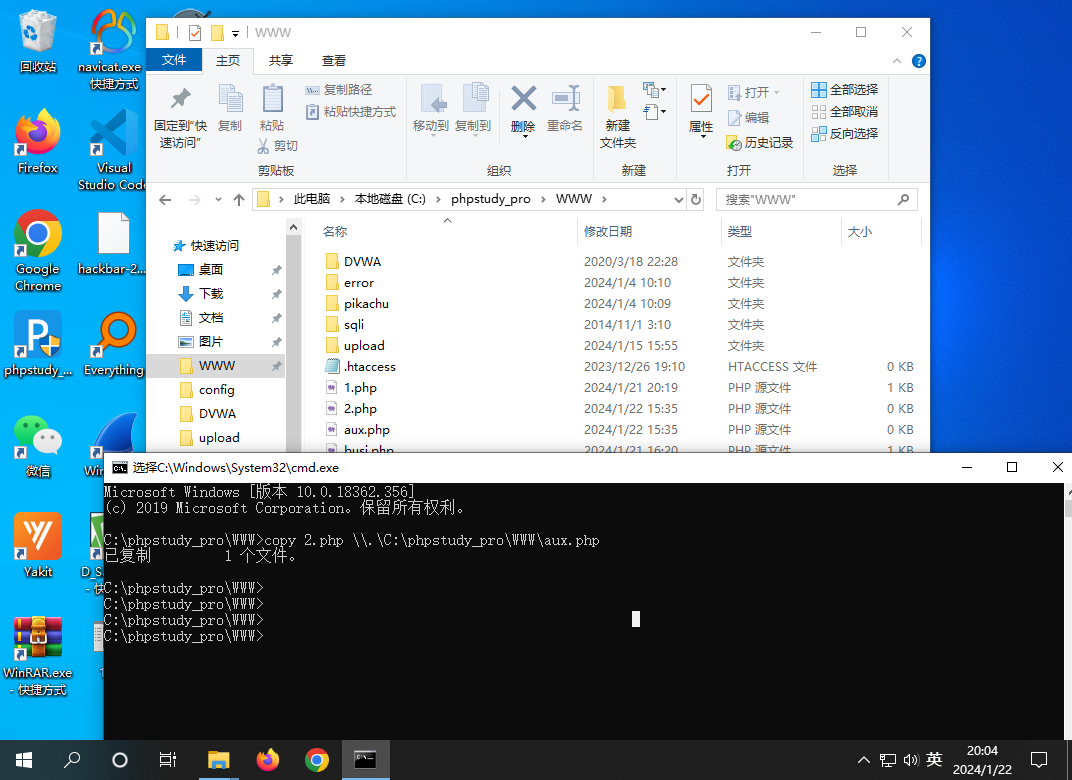 回收站
navicat.exe
快捷方式
Firefox
Visual
Studio Code
Google
Chrome
hackbar-2...
phpstudy_...
Everything
微信
Yakit
WinRAR.exe
- 快捷方式
WWW
文件
主页
共享
查看
固定到"快
速访问"
复制
粘贴
复制路径
粘贴快捷方式
剪切
剪贴板
移动到
复制到
删除
重命名
组织
新建
文件夹
新建
属性
打开
编辑
历史记录
打开
全部选择
全部取消
反向选择
选择
此电脑 › 本地磁盘 (C:) › phpstudy_pro › WWW ›
搜索"WWW"
快速访问
桌面
下载
文档
图片
WWW
config
DVWA
upload
名称 修改日期 类型 大小
DVWA 2020/3/18 22:28 文件夹
error 2024/1/4 10:10 文件夹
pikachu 2024/1/4 10:09 文件夹
sqli 2014/11/1 3:10 文件夹
upload 2024/1/15 15:55 文件夹
.htaccess 2023/12/26 19:10 HTACCESS 文件 0 KB
1.php 2024/1/21 20:19 PHP 源文件 1 KB
2.php 2024/1/22 15:35 PHP 源文件 0 KB
aux.php 2024/1/22 15:35 PHP 源文件 0 KB
busi.php 2024/1/21 16:20 PHP 源文件 1 KB
选择C:\Windows\System32\cmd.exe
Microsoft Windows [版本 10.0.18362.356]
(c) 2019 Microsoft Corporation。保留所有权利。
C:\phpstudy_pro\WWW>copy 2.php \\.\C:\phpstudy_pro\WWW\aux.php
已复制         1 个文件。
C:\phpstudy_pro\WWW>
C:\phpstudy_pro\WWW>
C:\phpstudy_pro\WWW>
C:\phpstudy_pro\WWW>
英
20:04
2024/1/22